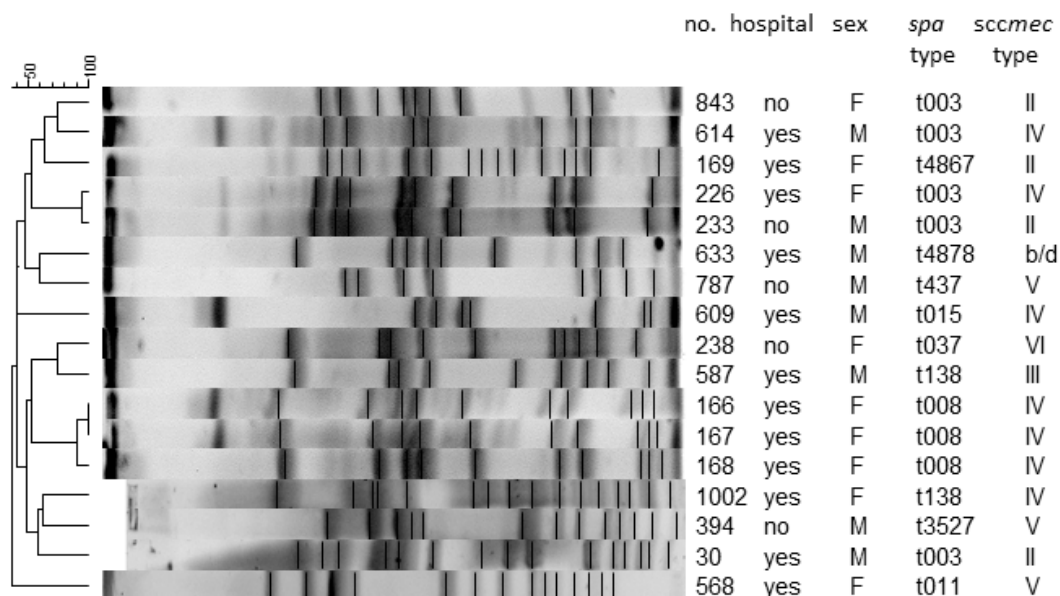 no. hospital sex spa sccmec
type type
50 100
843 no F t003 II
614 yes M t003 IV
169 yes F t4867 II
226 yes F t003 IV
233 no M t003 II
633 yes M t4878 b/d
787 no M t437 V
609 yes M t015 IV
238 no F t037 VI
587 yes M t138 III
166 yes F t008 IV
167 yes F t008 IV
168 yes F t008 IV
1002 yes F t138 IV
394 no M t3527 V
30 yes M t003 II
568 yes F t011 V